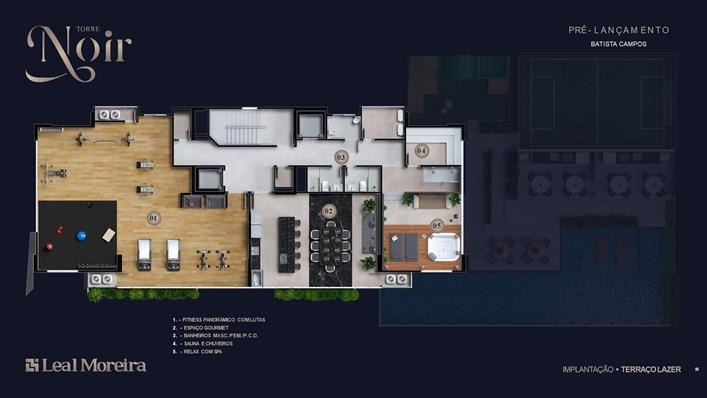 TORRE
Noir
PRÉ-LANÇAMENTO
BATISTA CAMPOS
04
03
01
02
05
1. - FITNESS PANORÂMICO COM LUTAS
2. - ESPAÇO GOURMET
3. - BANHEIROS MASC./FEM./P.C.D.
4. - SAUNA E CHUVEIROS
5. - RELAX COM SPA
Leal Moreira
IMPLANTAÇÃO • TERRAÇO LAZER